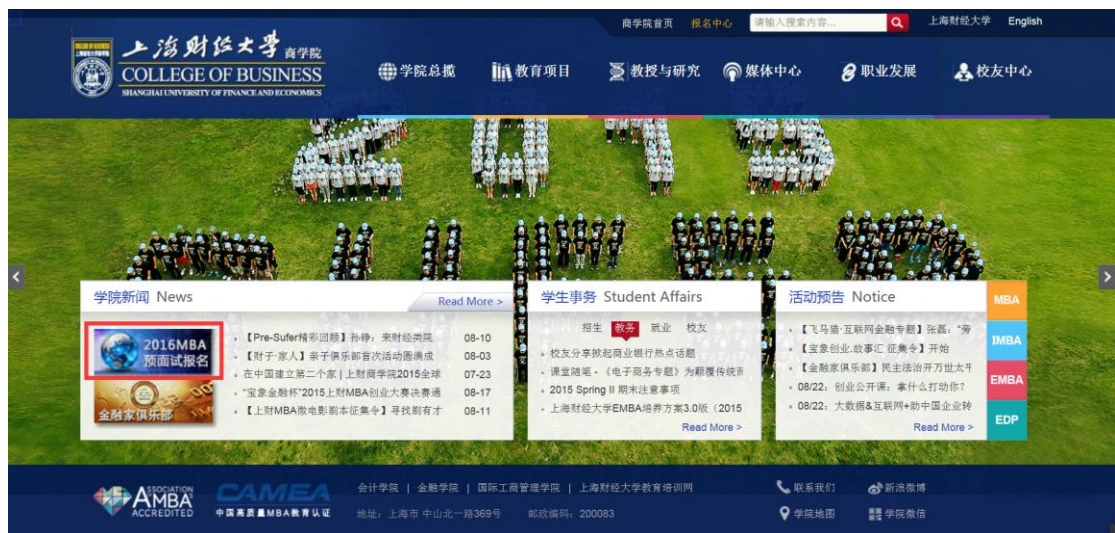 商学院首页 报名中心 请输入搜索内容... 上海财经大学 English
上海财经大学 商学院
COLLEGE OF BUSINESS
SHANGHAI UNIVERSITY OF FINANCE AND ECONOMICS
学院总揽 教育项目 教授与研究 媒体中心 职业发展 校友中心
2015
学院新闻 News
Read More >
2016MBA
预面试报名
金融家俱乐部
【Pre-Sufer精彩回顾】孙铮：来财经类院 08-10
【财子·家人】亲子俱乐部首次活动圆满成 08-03
在中国建立第二个家 | 上财商学院2015全球 07-23
"宝象金融杯"2015上财MBA创业大赛决赛通 08-17
【上财MBA微电影剧本征集令】寻找剧有才 08-11
学生事务 Student Affairs
招生 教务 就业 校友
校友分享掀起商业银行热点话题
课堂随笔 - 《电子商务专题》为颠覆传统而
2015 Spring II 期末注意事项
上海财经大学EMBA培养方案3.0版（2015
Read More >
活动预告 Notice
【飞马猫·互联网金融专题】张磊："旁
【宝象创业.故事汇 征集令】开始
【金融家俱乐部】民主法治开万世太平
08/22：创业公开课：拿什么打动你？
08/22：大数据&互联网+助中国企业转
Read More >
MBA
IMBA
EMBA
EDP
ASSOCIATION
AMBA
ACCREDITED
CAMEA
中国高质量MBA教育认证
会计学院 | 金融学院 | 国际工商管理学院 | 上海财经大学教育培训网
地址：上海市 中山北一路369号 邮政编码：200083
联系我们 新浪微博
学院地图 学院微信